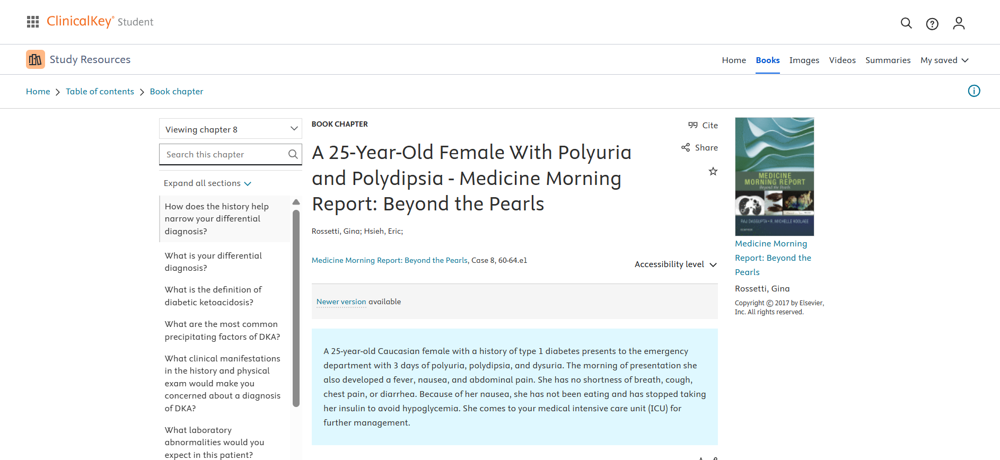 ClinicalKey® Student
Study Resources
Home Books Images Videos Summaries My saved
Home > Table of contents > Book chapter
Viewing chapter 8
Search this chapter
Expand all sections
How does the history help
narrow your differential
diagnosis?
What is your differential
diagnosis?
What is the definition of
diabetic ketoacidosis?
What are the most common
precipitating factors of DKA?
What clinical manifestations
in the history and physical
exam would make you
concerned about a diagnosis
of DKA?
What laboratory
abnormalities would you
expect in this patient?
BOOK CHAPTER
A 25-Year-Old Female With Polyuria
and Polydipsia - Medicine Morning
Report: Beyond the Pearls
Rossetti, Gina; Hsieh, Eric;
Medicine Morning Report: Beyond the Pearls, Case 8, 60-64.e1
Cite
Share
Accessibility level
Newer version available
A 25-year-old Caucasian female with a history of type 1 diabetes presents to the emergency
department with 3 days of polyuria, polydipsia, and dysuria. The morning of presentation she
also developed a fever, nausea, and abdominal pain. She has no shortness of breath, cough,
chest pain, or diarrhea. Because of her nausea, she has not been eating and has stopped taking
her insulin to avoid hypoglycemia. She comes to your medical intensive care unit (ICU) for
further management.
MEDICINE
MORNING REPORT
Beyond the Pearls
RAJ DASGUPTA • R. MICHELLE KOOLAEE
ELSEVIER
Medicine Morning
Report: Beyond the
Pearls
Rossetti, Gina
Copyright © 2017 by Elsevier,
Inc. All rights reserved.